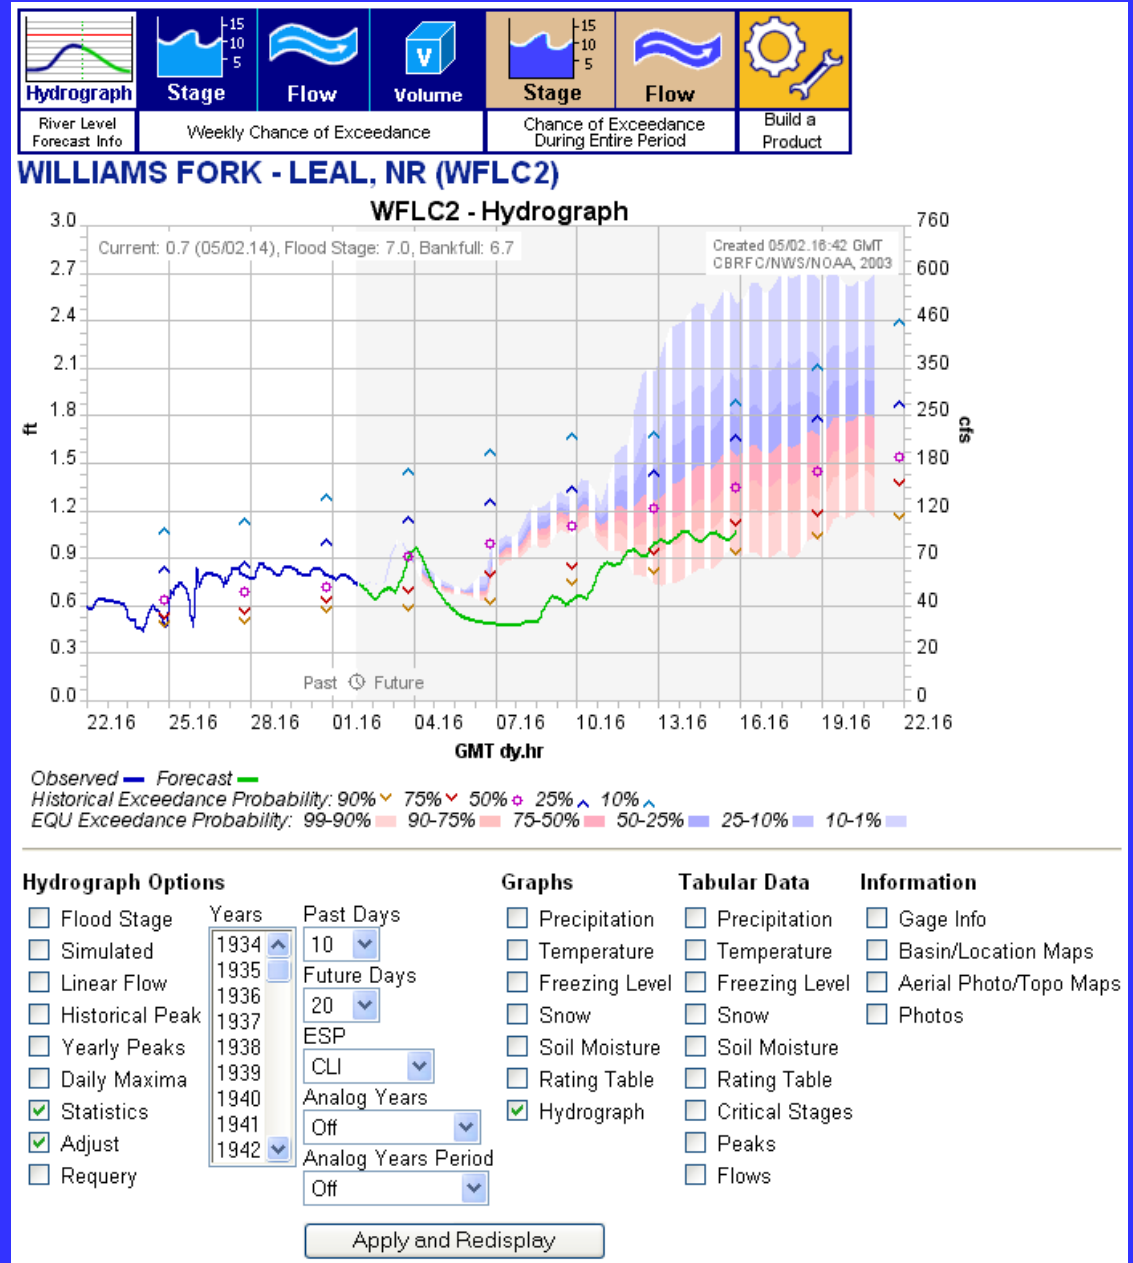 15
10
5
15
10
5
V
Hydrograph Stage Flow Volume Stage Flow
River Level
Forecast Info
Weekly Chance of Exceedance
Chance of Exceedance
During Entire Period
Build a
Product
WILLIAMS FORK - LEAL, NR (WFLC2)
WFLC2 - Hydrograph
Current: 0.7 (05/02.14), Flood Stage: 7.0, Bankfull: 6.7
Created 05/02.16:42 GMT
CBRFC/NWS/NOAA, 2003
3.0 760
2.7 600
2.4 460
2.1 350
1.8 250
ft cfs
1.5 180
1.2 120
0.9 70
0.6 40
0.3 20
Past Future
0.0 0
22.16 25.16 28.16 01.16 04.16 07.16 10.16 13.16 16.16 19.16 22.16
GMT dy.hr
Observed Forecast
Historical Exceedance Probability: 90% 75% 50% 25% 10%
EQU Exceedance Probability: 99-90% 90-75% 75-50% 50-25% 25-10% 10-1%
Hydrograph Options
Flood Stage
Simulated
Linear Flow
Historical Peak
Yearly Peaks
Daily Maxima
Statistics
Adjust
Requery
Years
1934
1935
1936
1937
1938
1939
1940
1941
1942
Past Days
10
Future Days
20
ESP
CLI
Analog Years
Off
Analog Years Period
Off
Graphs
Precipitation
Temperature
Freezing Level
Snow
Soil Moisture
Rating Table
Hydrograph
Tabular Data
Precipitation
Temperature
Freezing Level
Snow
Soil Moisture
Rating Table
Critical Stages
Peaks
Flows
Information
Gage Info
Basin/Location Maps
Aerial Photo/Topo Maps
Photos
Apply and Redisplay